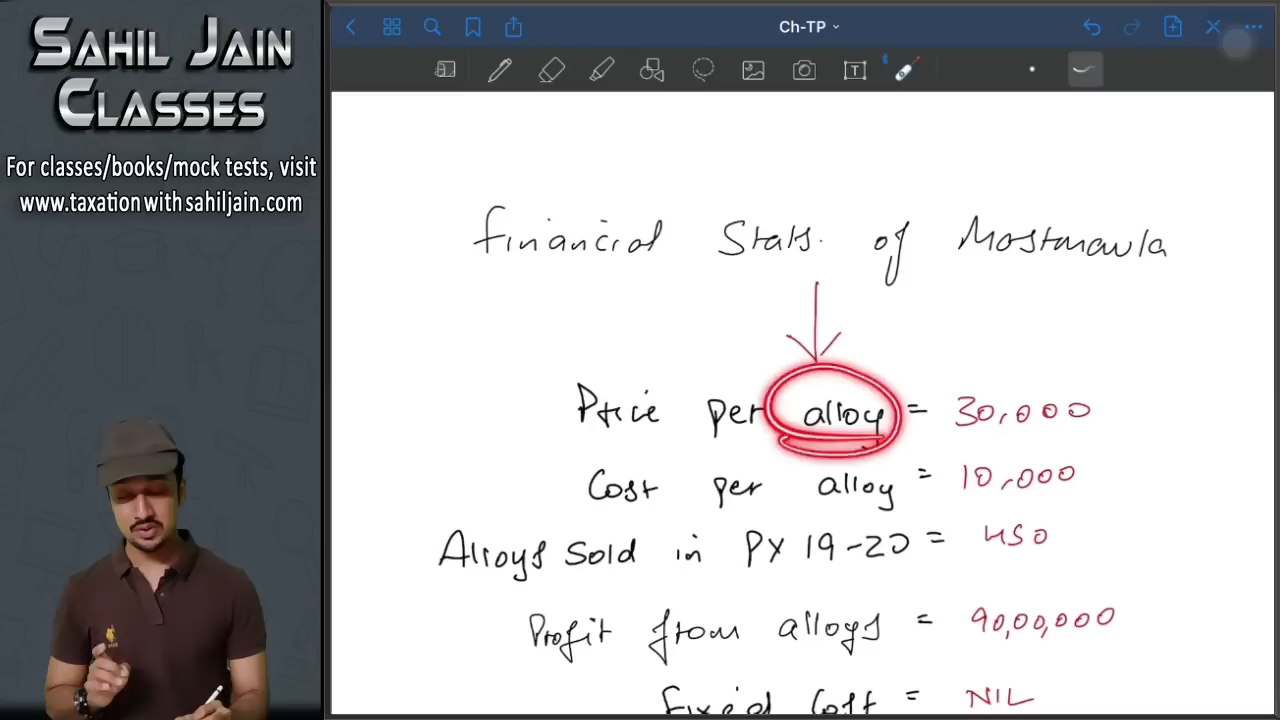 SAHIL JAIN
CLASSES
For classes/books/mock tests, visit
www.taxationwithsahiljain.com
Ch-TP
Financial Stats. of Mostmaula
Price per alloy = 30,000
Cost per alloy = 10,000
Alloys Sold in PY 19-20 = 450
Profit from alloys = 90,00,000
Fixed Cost = NIL